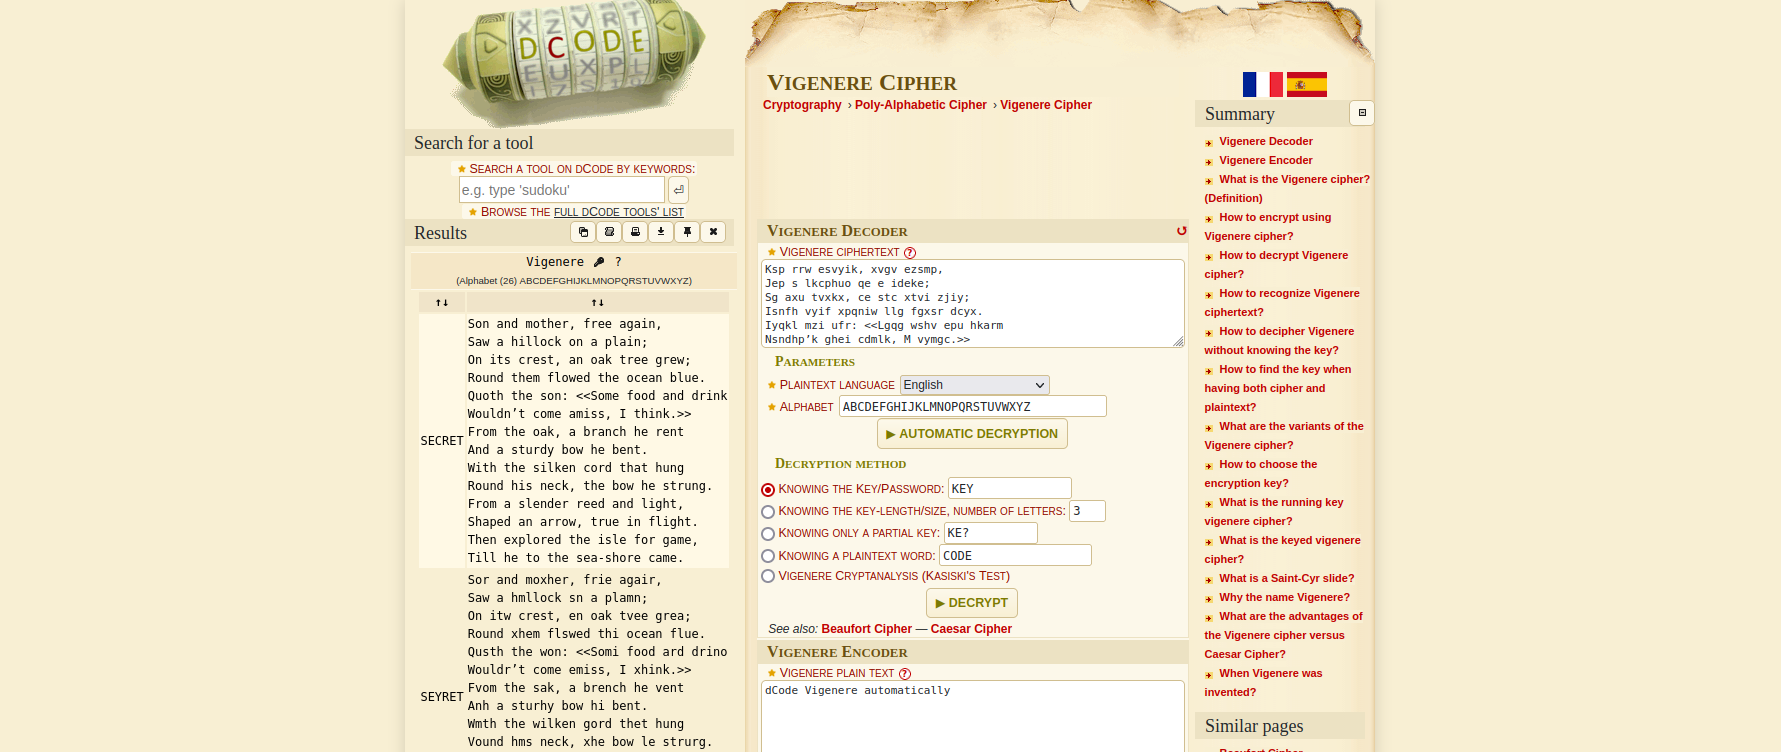 X Z V R T
D C O D E
E U X P I
Search for a tool
★ Search a tool on dCode by keywords:
e.g. type 'sudoku'
★ Browse the full dCode tools' list
Results
Vigenere ?
(Alphabet (26) ABCDEFGHIJKLMNOPQRSTUVWXYZ)
↑↓ ↑↓
SECRET
Son and mother, free again,
Saw a hillock on a plain;
On its crest, an oak tree grew;
Round them flowed the ocean blue.
Quoth the son: <<Some food and drink
Wouldn’t come amiss, I think.>>
From the oak, a branch he rent
And a sturdy bow he bent.
With the silken cord that hung
Round his neck, the bow he strung.
From a slender reed and light,
Shaped an arrow, true in flight.
Then explored the isle for game,
Till he to the sea-shore came.
SEYRET
Sor and moxher, frie agair,
Saw a hmllock sn a plamn;
On itw crest, en oak tvee grea;
Round xhem flswed thi ocean flue.
Qusth the won: <<Somi food ard drino
Wouldr’t come emiss, I xhink.>>
Fvom the sak, a brench he vent
Anh a sturhy bow hi bent.
Wmth the wilken gord thet hung
Vound hms neck, xhe bow le strurg.
Vigenere Cipher
Cryptography › Poly-Alphabetic Cipher › Vigenere Cipher
Vigenere Decoder
★ Vigenere ciphertext ?
Ksp rrw esvyik, xvgv ezsmp,
Jep s lkcphuo qe e ideke;
Sg axu tvxkx, ce stc xtvi zjiy;
Isnfh vyif xpqniw llg fgxsr dcyx.
Iyqkl mzi ufr: <<Lgqg wshv epu hkarm
Nsndhp’k ghei cdmlk, M vymgc.>>
Parameters
★ Plaintext language English
★ Alphabet ABCDEFGHIJKLMNOPQRSTUVWXYZ
▶ AUTOMATIC DECRYPTION
Decryption method
Knowing the Key/Password: KEY
Knowing the key-length/size, number of letters: 3
Knowing only a partial key: KE?
Knowing a plaintext word: CODE
Vigenere Cryptanalysis (Kasiski's Test)
▶ DECRYPT
See also: Beaufort Cipher — Caesar Cipher
Vigenere Encoder
★ Vigenere plain text ?
dCode Vigenere automatically
Summary
Vigenere Decoder
Vigenere Encoder
What is the Vigenere cipher?
(Definition)
How to encrypt using
Vigenere cipher?
How to decrypt Vigenere
cipher?
How to recognize Vigenere
ciphertext?
How to decipher Vigenere
without knowing the key?
How to find the key when
having both cipher and
plaintext?
What are the variants of the
Vigenere cipher?
How to choose the
encryption key?
What is the running key
vigenere cipher?
What is the keyed vigenere
cipher?
What is a Saint-Cyr slide?
Why the name Vigenere?
What are the advantages of
the Vigenere cipher versus
Caesar Cipher?
When Vigenere was
invented?
Similar pages
Beaufort Cipher